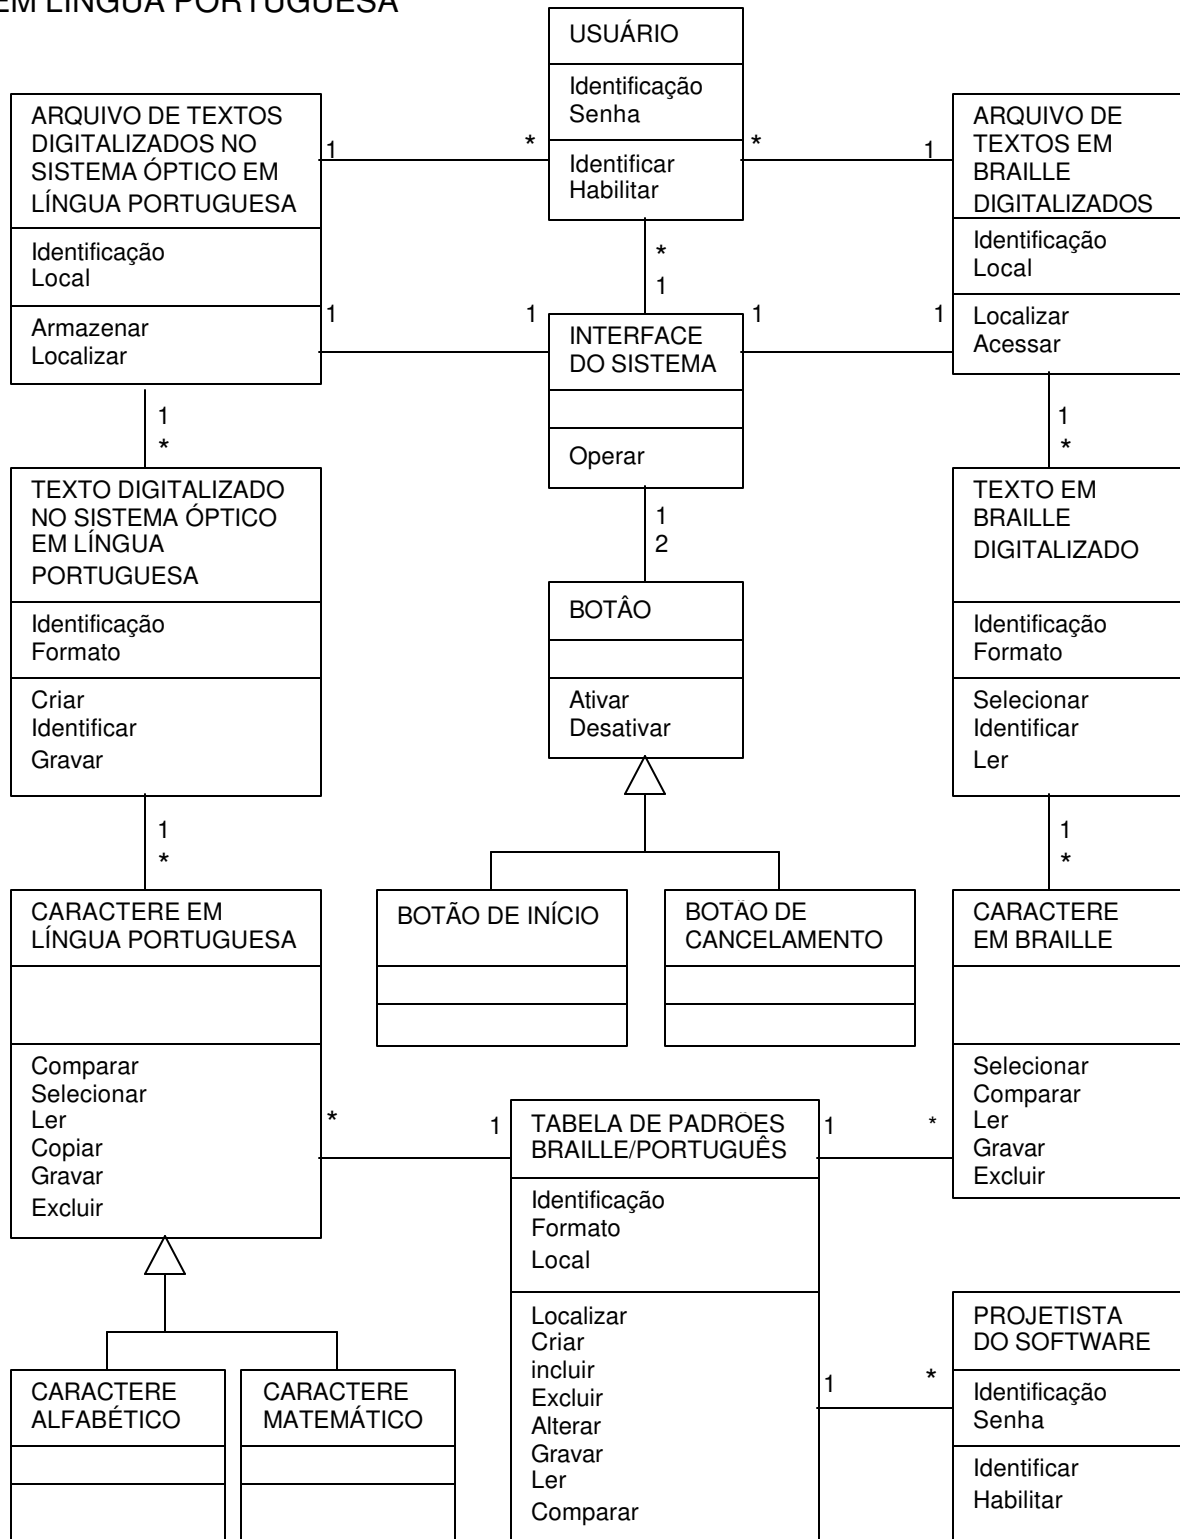 EM LÍNGUA PORTUGUESA
USUÁRIO
Identificação
Senha
Identificar
Habilitar
ARQUIVO DE TEXTOS
DIGITALIZADOS NO
SISTEMA ÓPTICO EM
LÍNGUA PORTUGUESA
Identificação
Local
Armazenar
Localizar
1
*
*
1
ARQUIVO DE
TEXTOS EM
BRAILLE
DIGITALIZADOS
Identificação
Local
Localizar
Acessar
*
1
1
1
1
1
INTERFACE
DO SISTEMA
Operar
1
*
1
*
TEXTO DIGITALIZADO
NO SISTEMA ÓPTICO
EM LÍNGUA
PORTUGUESA
Identificação
Formato
Criar
Identificar
Gravar
1
2
BOTÂO
Ativar
Desativar
TEXTO EM
BRAILLE
DIGITALIZADO
Identificação
Formato
Selecionar
Identificar
Ler
1
*
1
*
CARACTERE EM
LÍNGUA PORTUGUESA
Comparar
Selecionar
Ler
Copiar
Gravar
Excluir
BOTÃO DE INÍCIO
BOTÃO DE
CANCELAMENTO
CARACTERE
EM BRAILLE
Selecionar
Comparar
Ler
Gravar
Excluir
*
1
1
*
TABELA DE PADRÕES
BRAILLE/PORTUGUÊS
Identificação
Formato
Local
Localizar
Criar
incluir
Excluir
Alterar
Gravar
Ler
Comparar
1
*
PROJETISTA
DO SOFTWARE
Identificação
Senha
Identificar
Habilitar
CARACTERE
ALFABÉTICO
CARACTERE
MATEMÁTICO